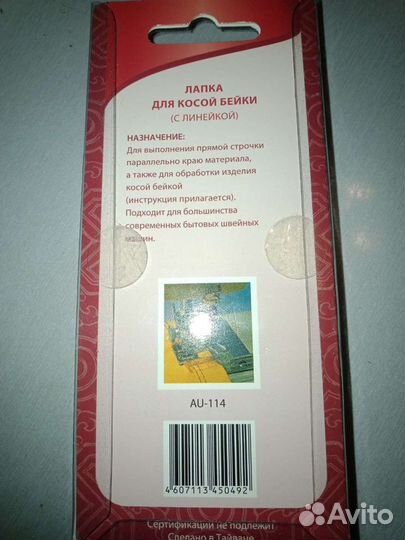 ЛАПКА
ДЛЯ КОСОЙ БЕЙКИ
(С ЛИНЕЙКОЙ)
НАЗНАЧЕНИЕ:
Для выполнения прямой строчки
параллельно краю материала,
а также для обработки изделия
косой бейкой
(инструкция прилагается).
Подходит для большинства
современных бытовых швейных
машин.
AU-114
4 607113 450492
Сертификации не подлежит
Сделано в Тайване
Avito